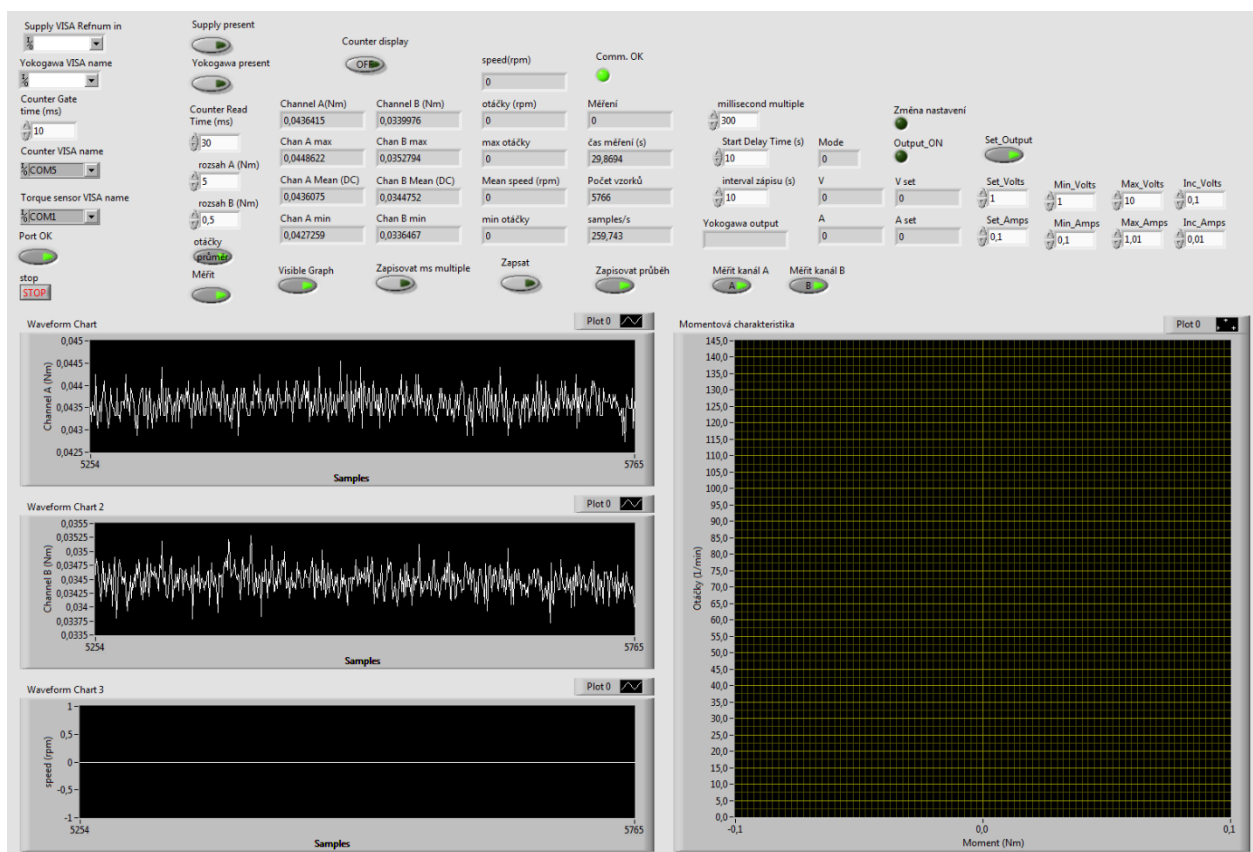 Supply VISA Refnum in
Supply present
Counter display
OFF
Yokogawa VISA name
Yokogawa present
speed(rpm)
0
Comm. OK
Counter Gate
time (ms)
10
Counter Read
Time (ms)
30
Channel A(Nm)
0,0436415
Channel B (Nm)
0,0339976
otáčky (rpm)
0
Měření
0
millisecond multiple
300
Změna nastavení
Counter VISA name
COM5
rozsah A (Nm)
5
Chan A max
0,0448622
Chan B max
0,0352794
max otáčky
0
čas měření (s)
29,8694
Start Delay Time (s)
10
Mode
0
Output_ON
Set_Output
Torque sensor VISA name
COM1
rozsah B (Nm)
0,5
Chan A Mean (DC)
0,0436075
Chan B Mean (DC)
0,0344752
Mean speed (rpm)
0
Počet vzorků
5766
interval zápisu (s)
10
V
0
V set
0
Set_Volts
1
Min_Volts
1
Max_Volts
10
Inc_Volts
0,1
Port OK
otáčky
průměr
Chan A min
0,0427259
Chan B min
0,0336467
min otáčky
0
samples/s
259,743
Yokogawa output
A
0
A set
0
Set_Amps
0,1
Min_Amps
0,1
Max_Amps
1,01
Inc_Amps
0,01
stop
STOP
Měřit
Visible Graph
Zapisovat ms multiple
Zapsat
Zapisovat průběh
Měřit kanál A
A
Měřit kanál B
B
Waveform Chart
Plot 0
0,045
0,0445
0,044
0,0435
0,043
0,0425
Channel A (Nm)
5254
5765
Samples
Waveform Chart 2
Plot 0
0,0355
0,03525
0,035
0,03475
0,0345
0,03425
0,034
0,03375
0,0335
Channel B (Nm)
5254
5765
Samples
Waveform Chart 3
Plot 0
1
0,5
0
-0,5
-1
speed (rpm)
5254
5765
Samples
Momentová charakteristika
Plot 0
145,0
140,0
135,0
130,0
125,0
120,0
115,0
110,0
105,0
100,0
95,0
90,0
85,0
80,0
75,0
70,0
65,0
60,0
55,0
50,0
45,0
40,0
35,0
30,0
25,0
20,0
15,0
10,0
5,0
0,0
Otáčky (1/min)
-0,1
0,0
0,1
Moment (Nm)